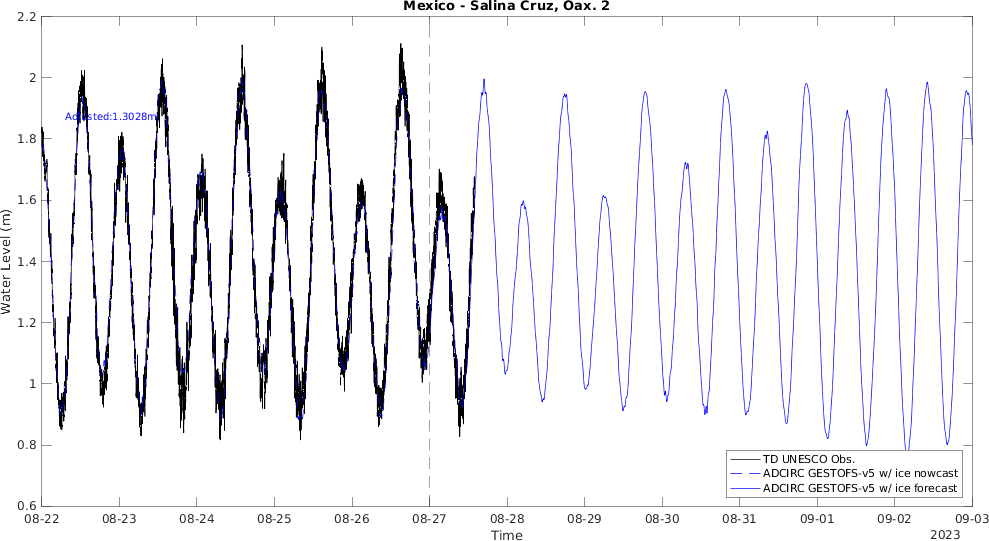 Mexico - Salina Cruz, Oax. 2
2.2
2
1.8
1.6
1.4
1.2
1
0.8
0.6
Water Level (m)
Adjusted:1.3028m
TD UNESCO Obs.
ADCIRC GESTOFS-v5 w/ ice nowcast
ADCIRC GESTOFS-v5 w/ ice forecast
08-22 08-23 08-24 08-25 08-26 08-27 08-28 08-29 08-30 08-31 09-01 09-02 09-03
Time
2023